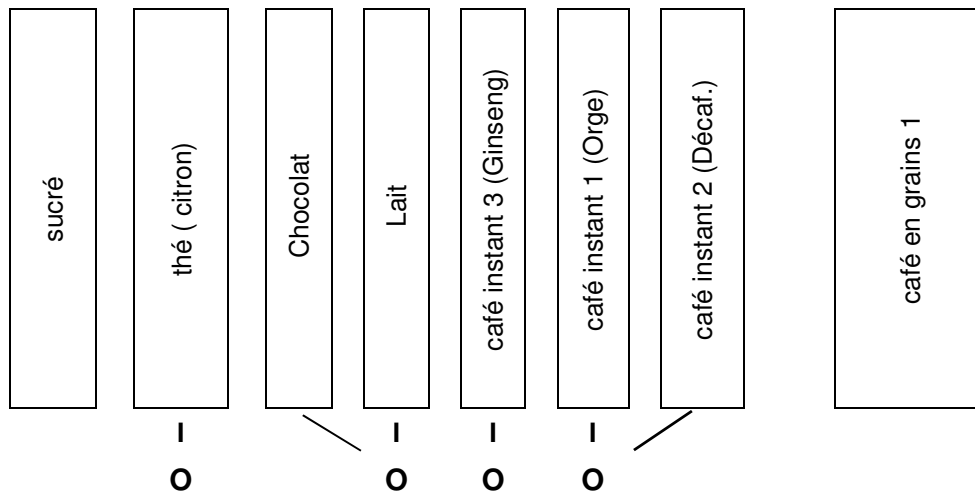 sucré
thé ( citron)
Chocolat
Lait
café instant 3 (Ginseng)
café instant 1 (Orge)
café instant 2 (Décaf.)
café en grains 1
I I I I
O O O O